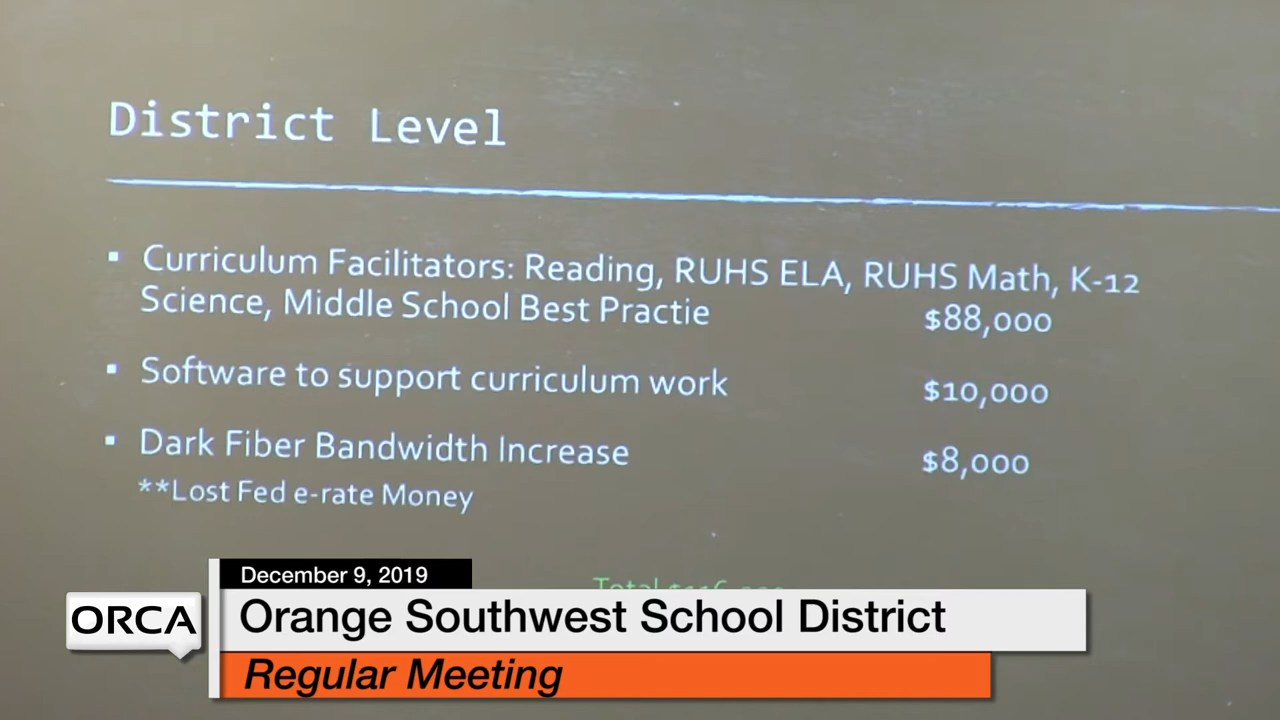 District Level
▪ Curriculum Facilitators: Reading, RUHS ELA, RUHS Math, K-12
Science, Middle School Best Practie $88,000
▪ Software to support curriculum work $10,000
▪ Dark Fiber Bandwidth Increase $8,000
**Lost Fed e-rate Money
Total
December 9, 2019
ORCA
Orange Southwest School District
Regular Meeting